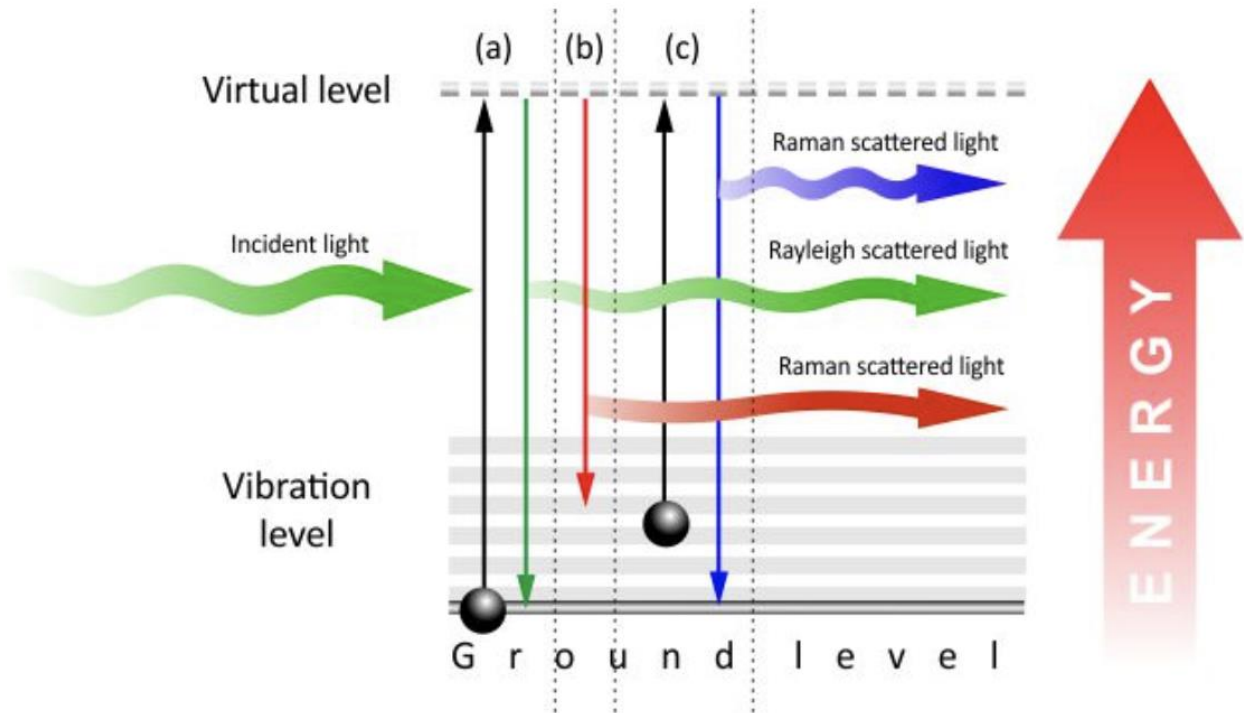 (a) (b) (c)
Virtual level
Raman scattered light
Incident light
Rayleigh scattered light
Raman scattered light
Vibration
level
Ground level
ENERGY